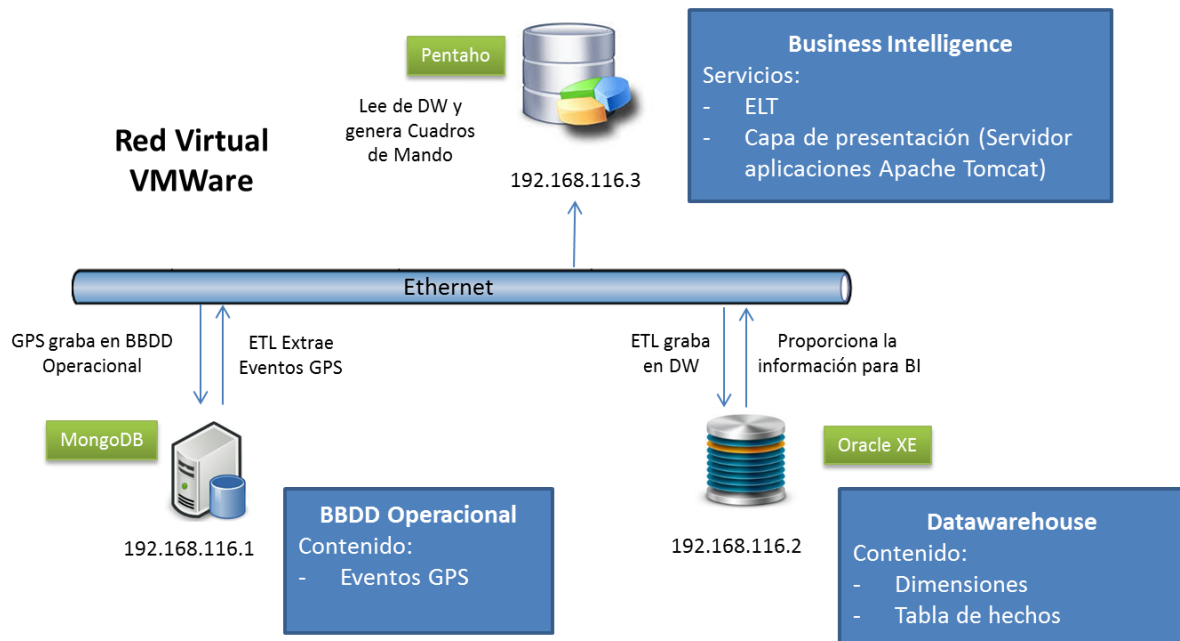 Pentaho
Lee de DW y
genera Cuadros
de Mando
192.168.116.3
Business Intelligence
Servicios:
- ELT
- Capa de presentación (Servidor
aplicaciones Apache Tomcat)
Red Virtual
VMWare
Ethernet
GPS graba en BBDD
Operacional
ETL Extrae
Eventos GPS
ETL graba
en DW
Proporciona la
información para BI
MongoDB
192.168.116.1
BBDD Operacional
Contenido:
- Eventos GPS
Oracle XE
192.168.116.2
Datawarehouse
Contenido:
- Dimensiones
- Tabla de hechos